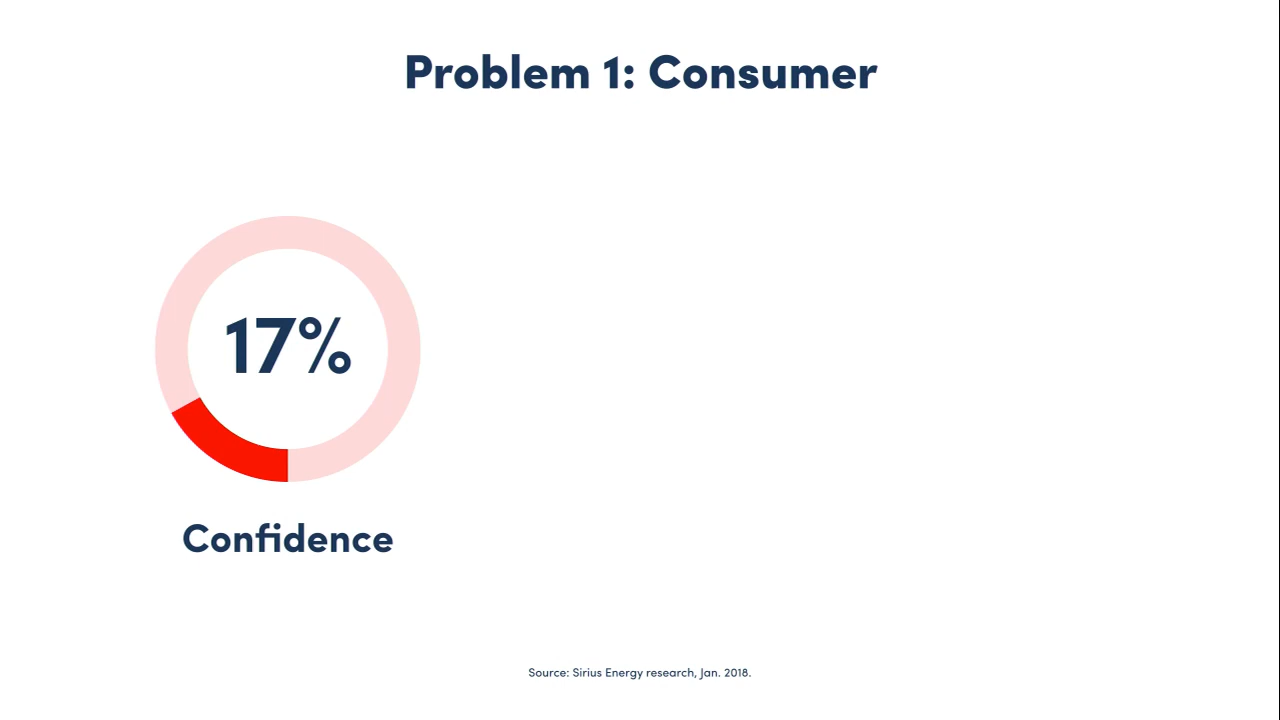 Problem 1: Consumer
17%
Confidence
Source: Sirius Energy research, Jan. 2018.